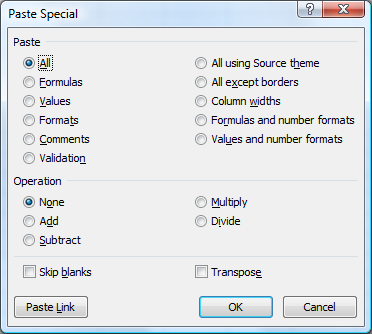 Paste Special
Paste
All
All using Source theme
Formulas
All except borders
Values
Column widths
Formats
Formulas and number formats
Comments
Values and number formats
Validation
Operation
None
Multiply
Add
Divide
Subtract
Skip blanks
Transpose
Paste Link
OK
Cancel